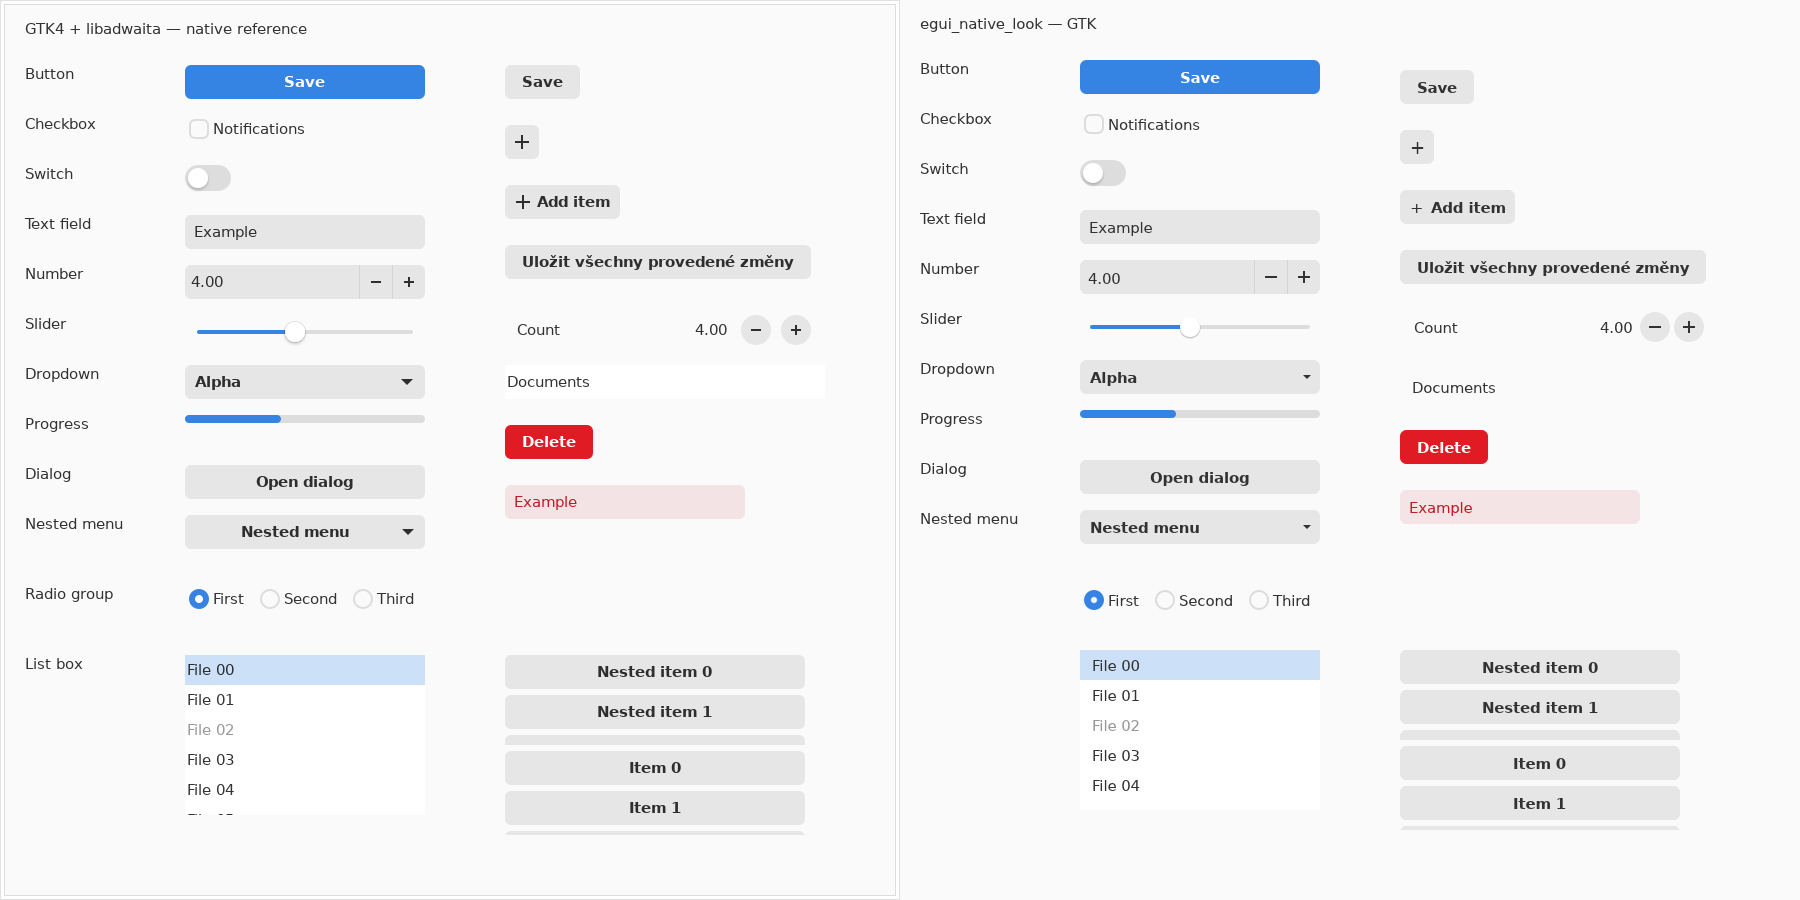 GTK4 + libadwaita — native reference
Button
Save
Save
Checkbox
Notifications
+
Switch
+ Add item
Text field
Example
Uložit všechny provedené změny
Number
4.00 − +
Slider
Count 4.00 − +
Dropdown
Alpha
Documents
Progress
Delete
Dialog
Open dialog
Example
Nested menu
Nested menu
Radio group
First Second Third
List box
File 00
File 01
File 02
File 03
File 04
Nested item 0
Nested item 1
Item 0
Item 1
egui_native_look — GTK
Button
Save
Save
Checkbox
Notifications
+
Switch
+ Add item
Text field
Example
Uložit všechny provedené změny
Number
4.00 − +
Slider
Count 4.00 − +
Dropdown
Alpha
Documents
Progress
Delete
Dialog
Open dialog
Example
Nested menu
Nested menu
First Second Third
File 00
File 01
File 02
File 03
File 04
Nested item 0
Nested item 1
Item 0
Item 1